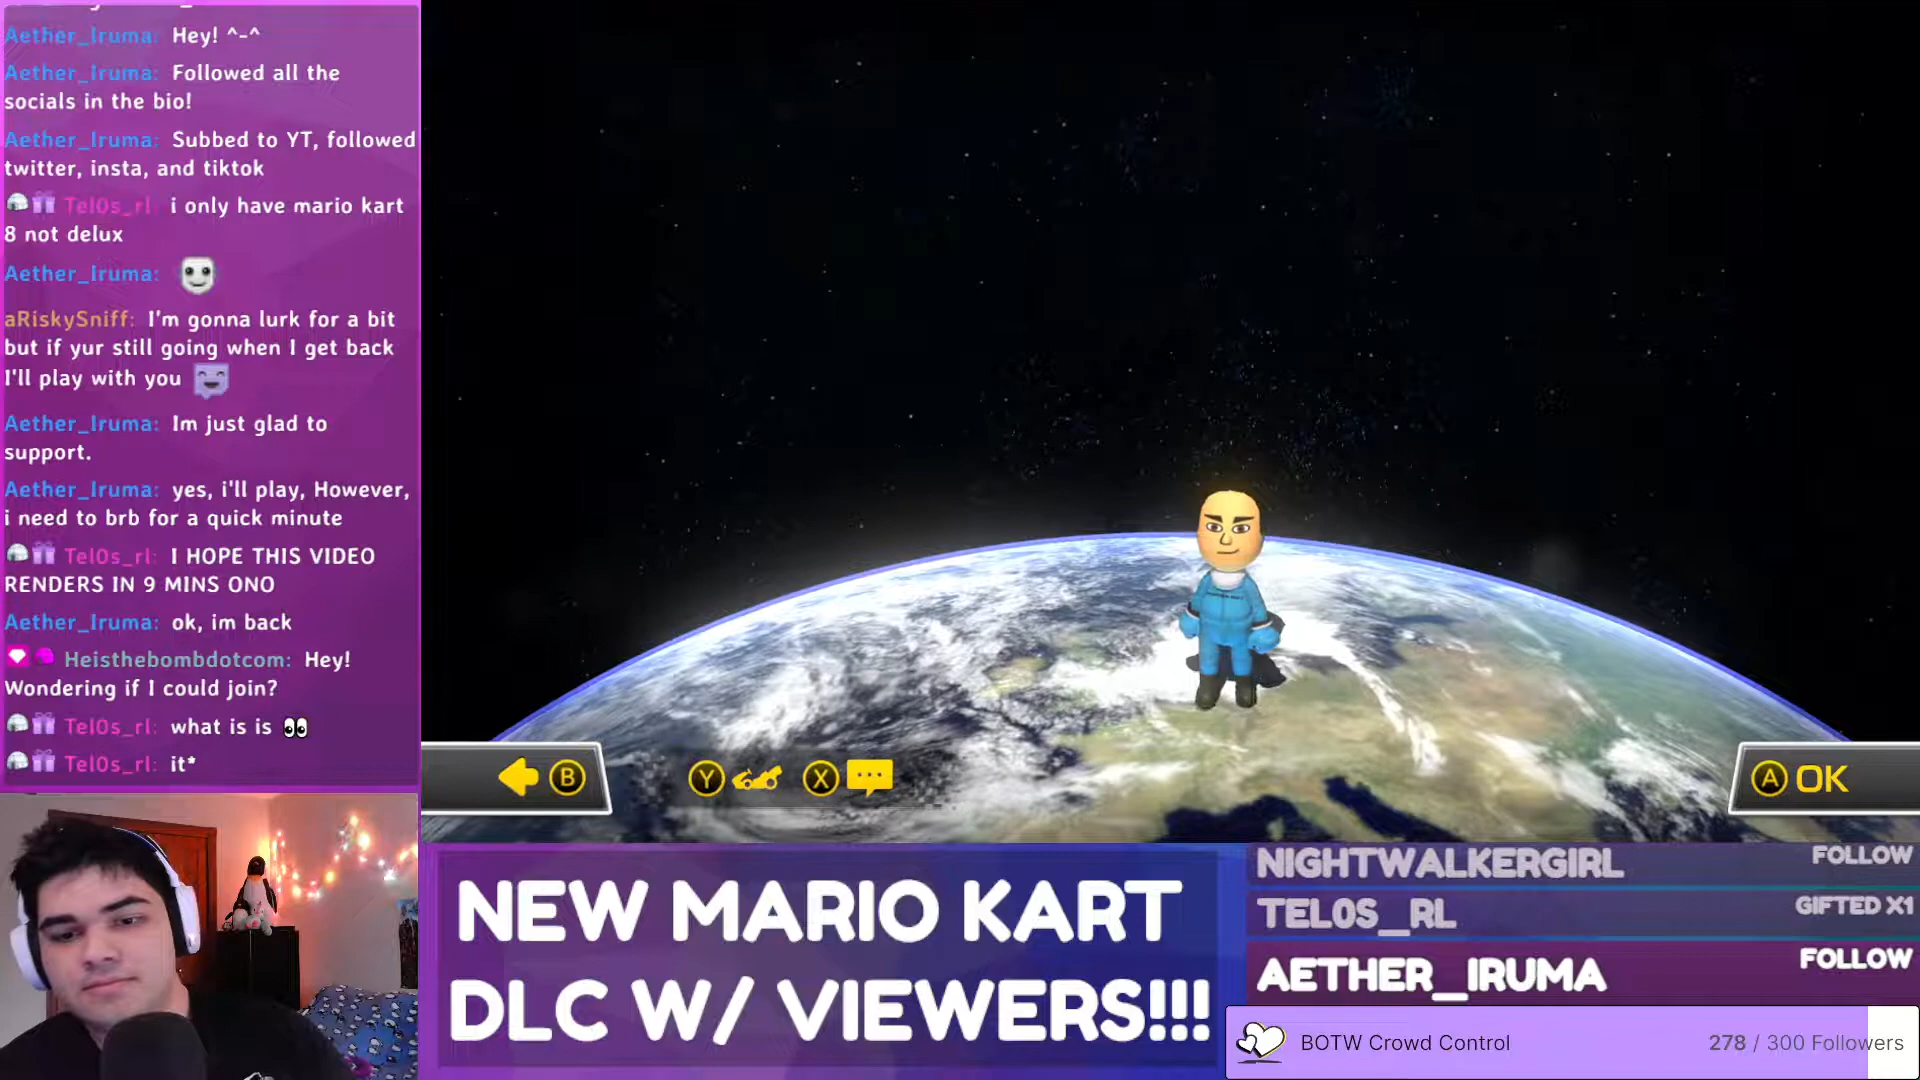 Aether_Iruma: Hey! ^-^
Aether_Iruma: Followed all the
socials in the bio!
Aether_Iruma: Subbed to YT, followed
twitter, insta, and tiktok
Tel0s_rl: i only have mario kart
8 not delux
Aether_Iruma:
aRiskySniff: I'm gonna lurk for a bit
but if yur still going when I get back
I'll play with you
Aether_Iruma: Im just glad to
support.
Aether_Iruma: yes, i'll play, However,
i need to brb for a quick minute
Tel0s_rl: I HOPE THIS VIDEO
RENDERS IN 9 MINS ONO
Aether_Iruma: ok, im back
Heisthebombdotcom: Hey!
Wondering if I could join?
Tel0s_rl: what is is 👀
Tel0s_rl: it*
B
Y
X
A OK
NEW MARIO KART
DLC W/ VIEWERS!!!
NIGHTWALKERGIRL FOLLOW
TEL0S_RL GIFTED X1
AETHER_IRUMA FOLLOW
BOTW Crowd Control 278 / 300 Followers